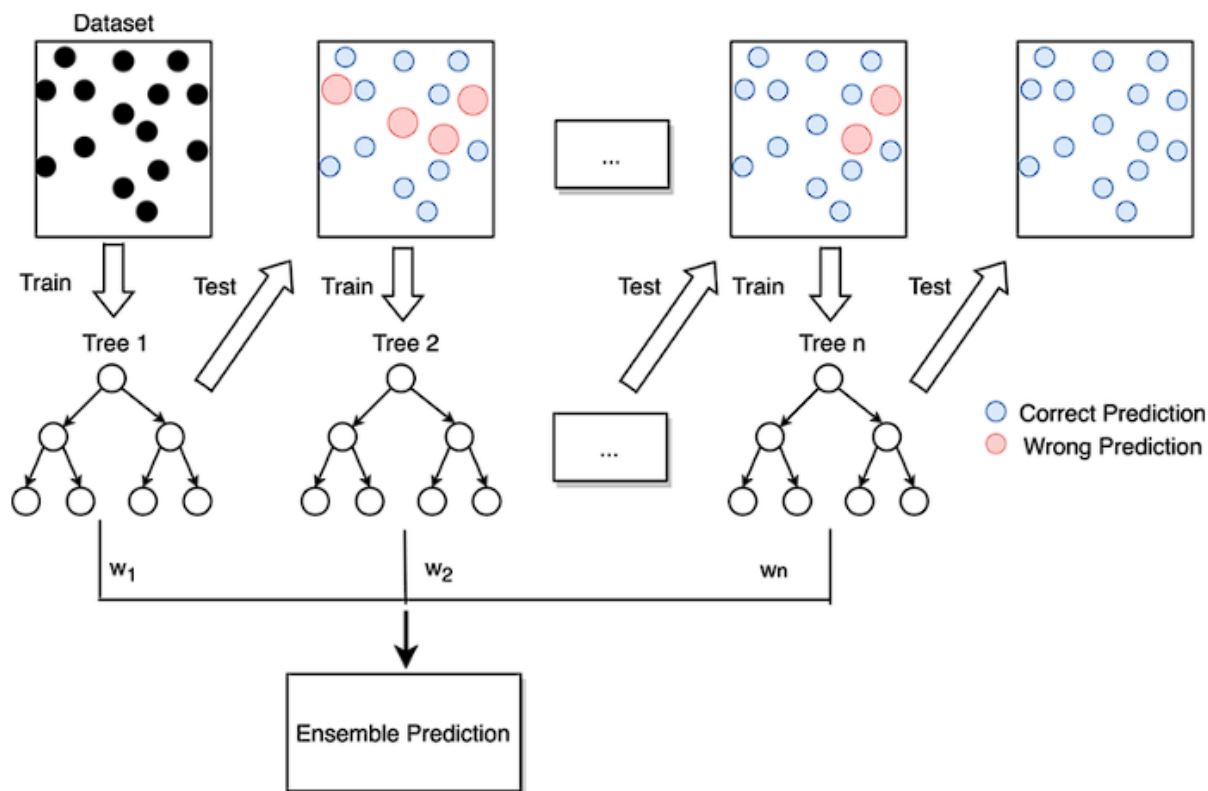 Dataset
...
Train
Test
Train
Test
Train
Test
Tree 1
Tree 2
Tree n
Correct Prediction
Wrong Prediction
...
w1
w2
wn
Ensemble Prediction